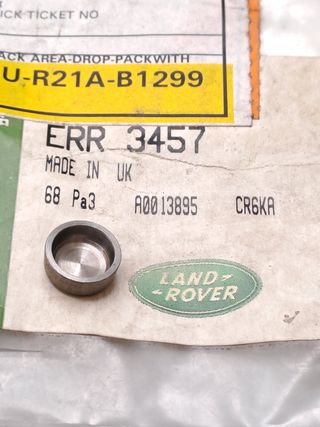 ICK TICKET NO
ACK AREA-DROP-PACKWITH
U-R21A-B1299
ERR 3457
MADE IN UK
68 Pa3 A0013895 CR6KA
LAND-
-ROVER